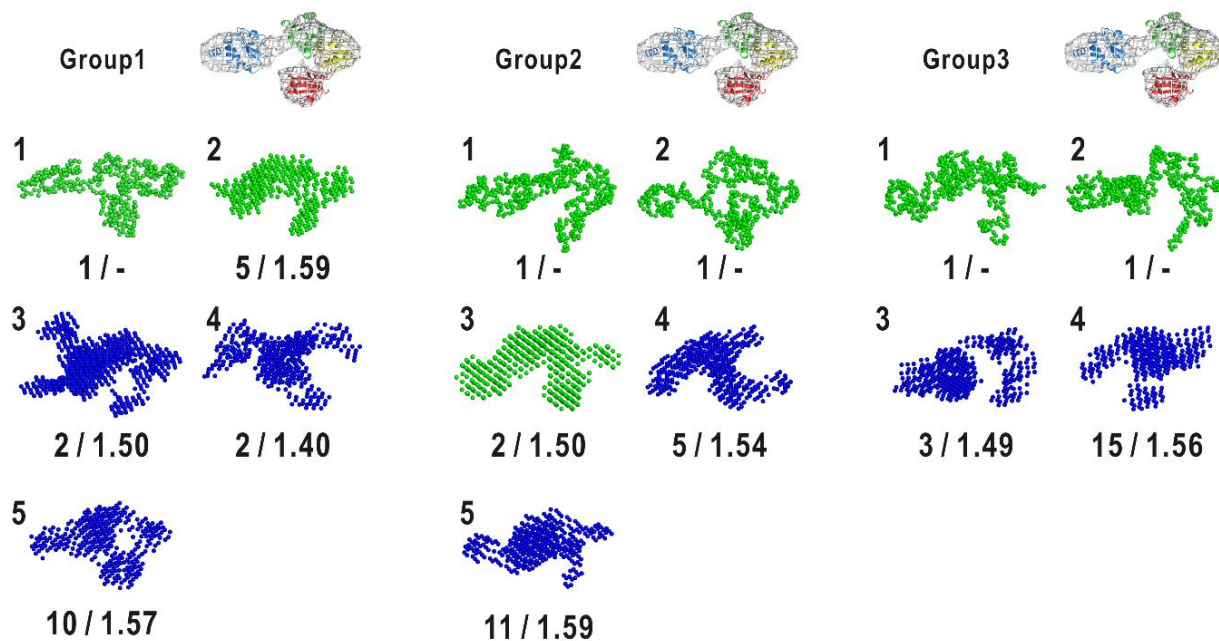 Group1 Group2 Group3
1 2 1 2 1 2
1 / - 5 / 1.59 1 / - 1 / - 1 / - 1 / -
3 4 3 4 3 4
2 / 1.50 2 / 1.40 2 / 1.50 5 / 1.54 3 / 1.49 15 / 1.56
5 5
10 / 1.57 11 / 1.59